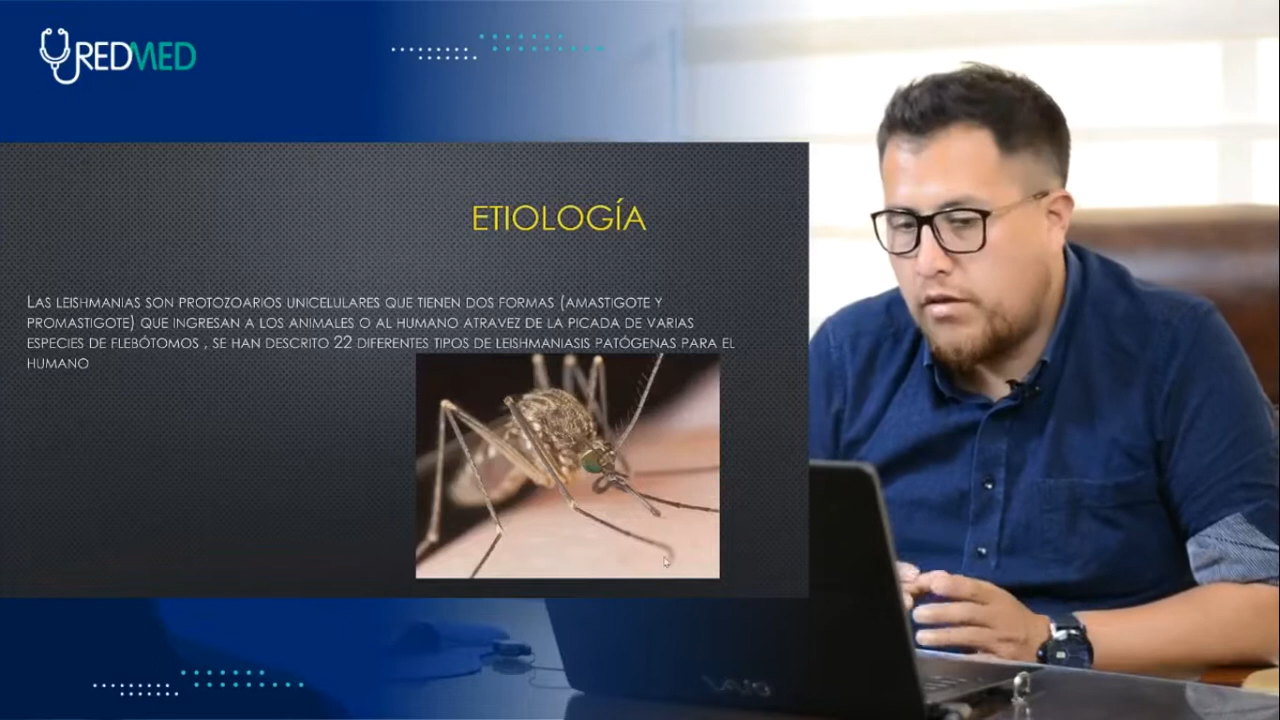 REDMED
ETIOLOGÍA
LAS LEISHMANIAS SON PROTOZOARIOS UNICELULARES QUE TIENEN DOS FORMAS (AMASTIGOTE Y
PROMASTIGOTE) QUE INGRESAN A LOS ANIMALES O AL HUMANO ATRAVEZ DE LA PICADA DE VARIAS
ESPECIES DE FLEBÓTOMOS , SE HAN DESCRITO 22 DIFERENTES TIPOS DE LEISHMANIASIS PATÓGENAS PARA EL
HUMANO
VAIO